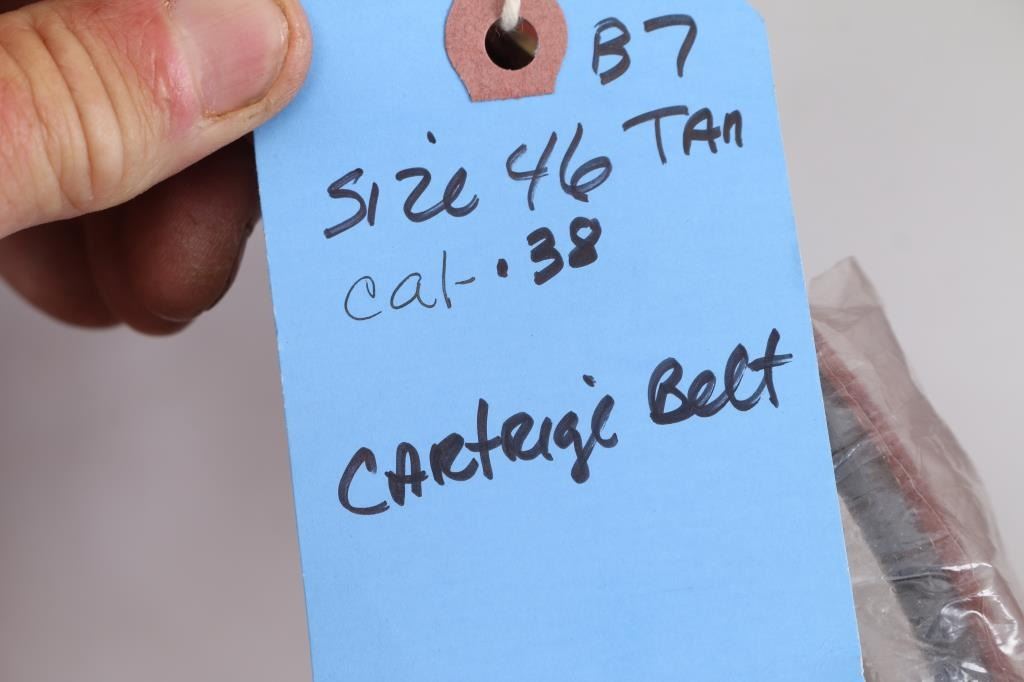 B7
Size 46 TAn
cal- .38
CARtRige Belt